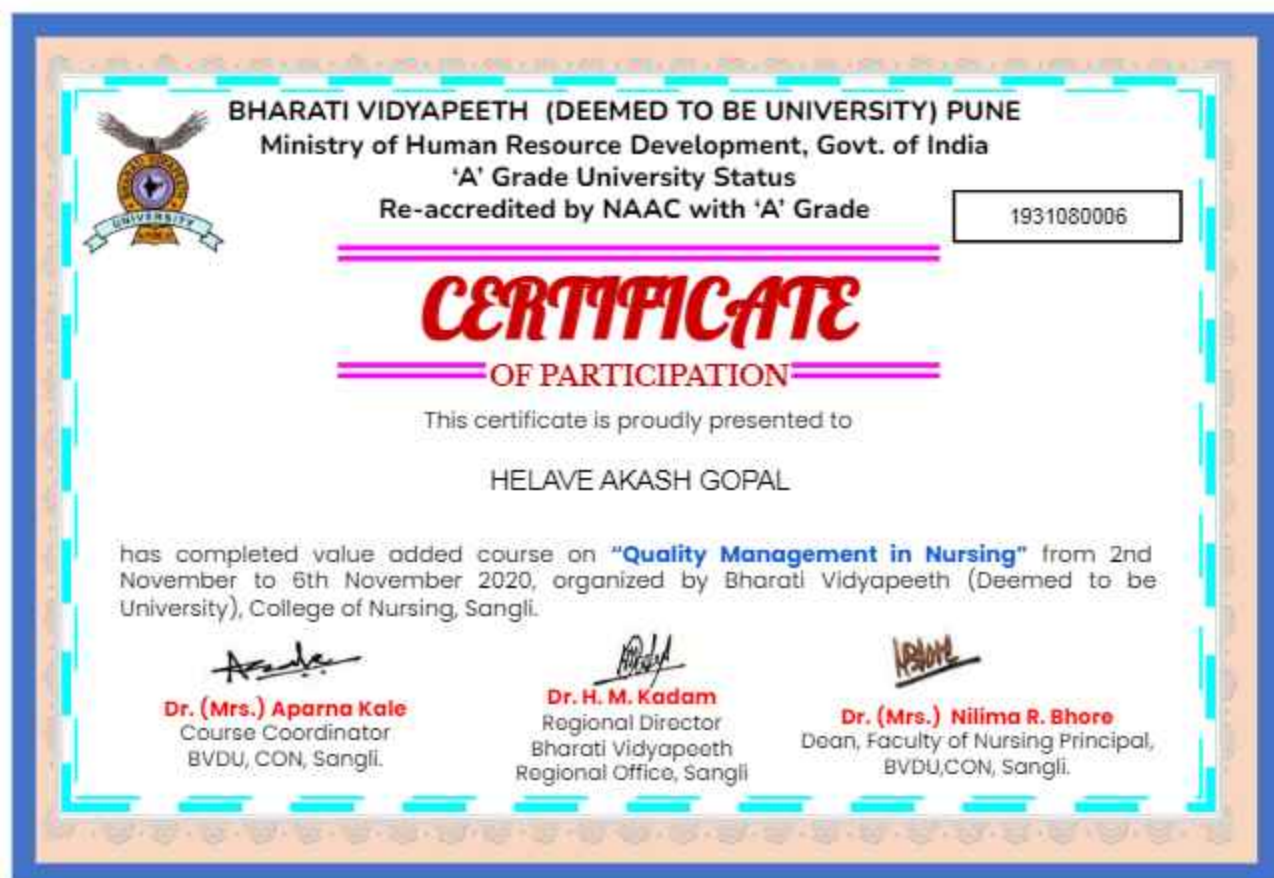 BHARATI VIDYAPEETH (DEEMED TO BE UNIVERSITY) PUNE
Ministry of Human Resource Development, Govt. of India
‘A’ Grade University Status
Re-accredited by NAAC with ‘A’ Grade
1931080006
BHARATI VIDYAPEETH
UNIVERSITY
CERTIFICATE
OF PARTICIPATION
This certificate is proudly presented to
HELAVE AKASH GOPAL
has completed value added course on “Quality Management in Nursing” from 2nd
November to 6th November 2020, organized by Bharati Vidyapeeth (Deemed to be
University), College of Nursing, Sangli.
Dr. (Mrs.) Aparna Kale
Course Coordinator
BVDU, CON, Sangli.
Dr. H. M. Kadam
Regional Director
Bharati Vidyapeeth
Regional Office, Sangli
Dr. (Mrs.) Nilima R. Bhore
Dean, Faculty of Nursing Principal,
BVDU,CON, Sangli.